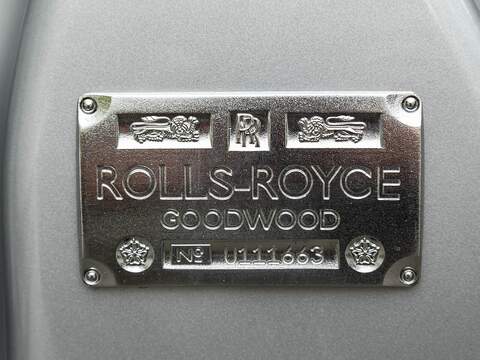 RR
ROLLS-ROYCE
GOODWOOD
Nº U111663